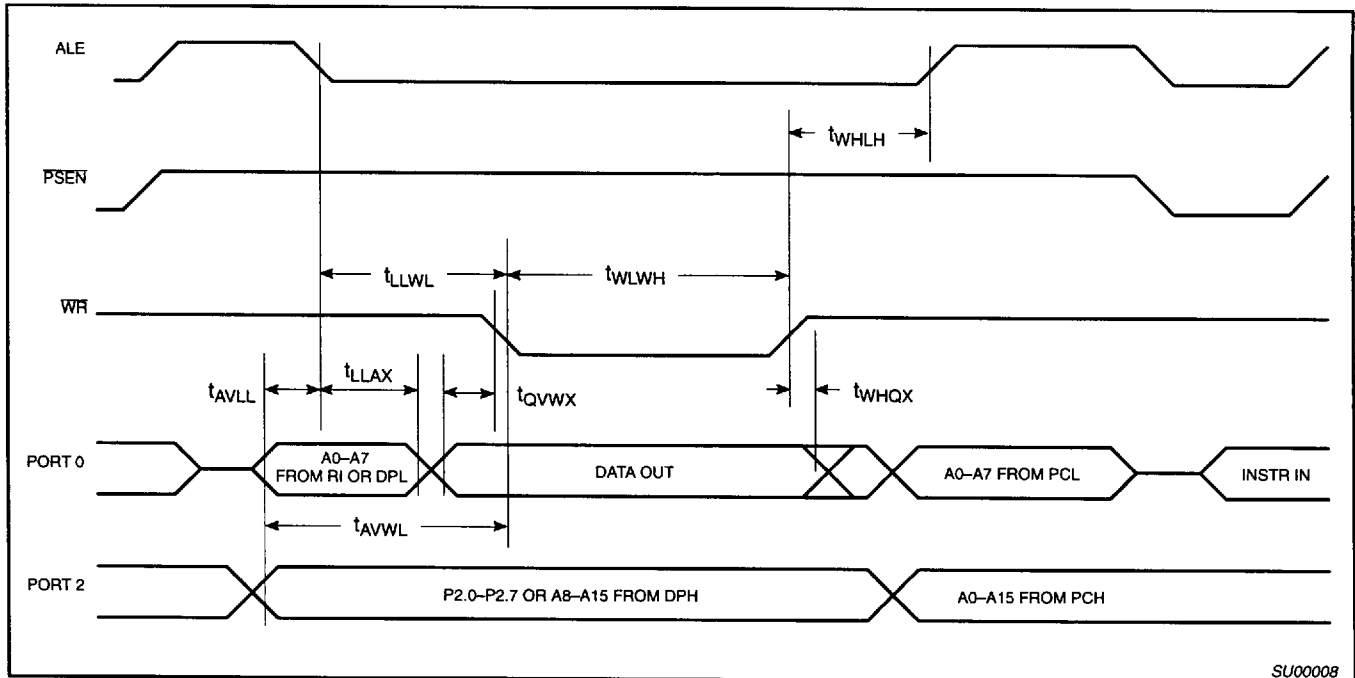 ALE
tWHLH
PSEN
tLLWL
tWLWH
WR
tAVLL
tLLAX
tQVWX
tWHQX
PORT 0
A0–A7
FROM RI OR DPL
DATA OUT
A0–A7 FROM PCL
INSTR IN
tAVWL
PORT 2
P2.0–P2.7 OR A8–A15 FROM DPH
A0–A15 FROM PCH
SU00008